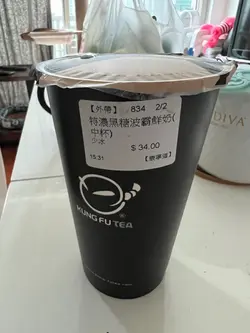 【外帶】 834 2/2
特濃黑糖波霸鮮奶(
中杯)
少冰
$ 34.00
15:31
KUNG FU TEA
®
DIVA